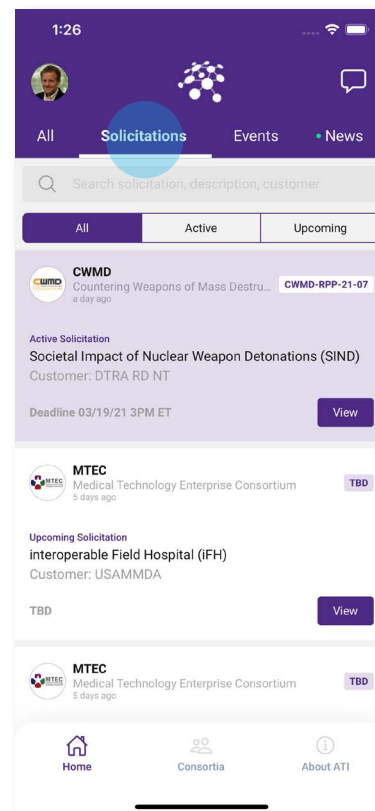 1:26
All Solicitations Events News
Search solicitation, description, customer
All Active Upcoming
CWMD
Countering Weapons of Mass Destru... CWMD-RPP-21-07
a day ago
Active Solicitation
Societal Impact of Nuclear Weapon Detonations (SIND)
Customer: DTRA RD NT
Deadline 03/19/21 3PM ET View
MTEC
Medical Technology Enterprise Consortium TBD
5 days ago
Upcoming Solicitation
interoperable Field Hospital (iFH)
Customer: USAMMDA
TBD View
MTEC
Medical Technology Enterprise Consortium TBD
5 days ago
Home Consortia About ATI